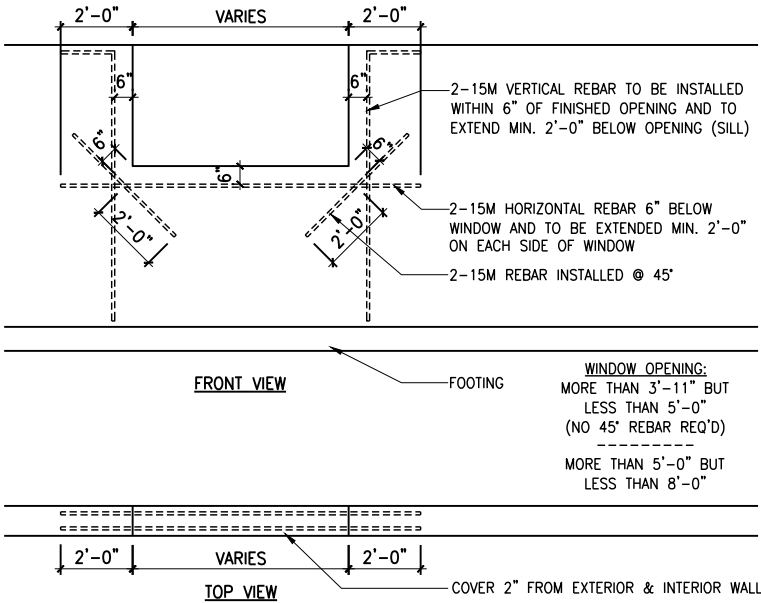 2'-0" VARIES 2'-0"
6" 6"
2-15M VERTICAL REBAR TO BE INSTALLED
WITHIN 6" OF FINISHED OPENING AND TO
EXTEND MIN. 2'-0" BELOW OPENING (SILL)
6" 6" 6"
2'-0" 2'-0"
2-15M HORIZONTAL REBAR 6" BELOW
WINDOW AND TO BE EXTENDED MIN. 2'-0"
ON EACH SIDE OF WINDOW
2-15M REBAR INSTALLED @ 45°
FRONT VIEW
FOOTING
WINDOW OPENING:
MORE THAN 3'-11" BUT
LESS THAN 5'-0"
(NO 45° REBAR REQ'D)
----------
MORE THAN 5'-0" BUT
LESS THAN 8'-0"
2'-0" VARIES 2'-0"
TOP VIEW
COVER 2" FROM EXTERIOR & INTERIOR WALL